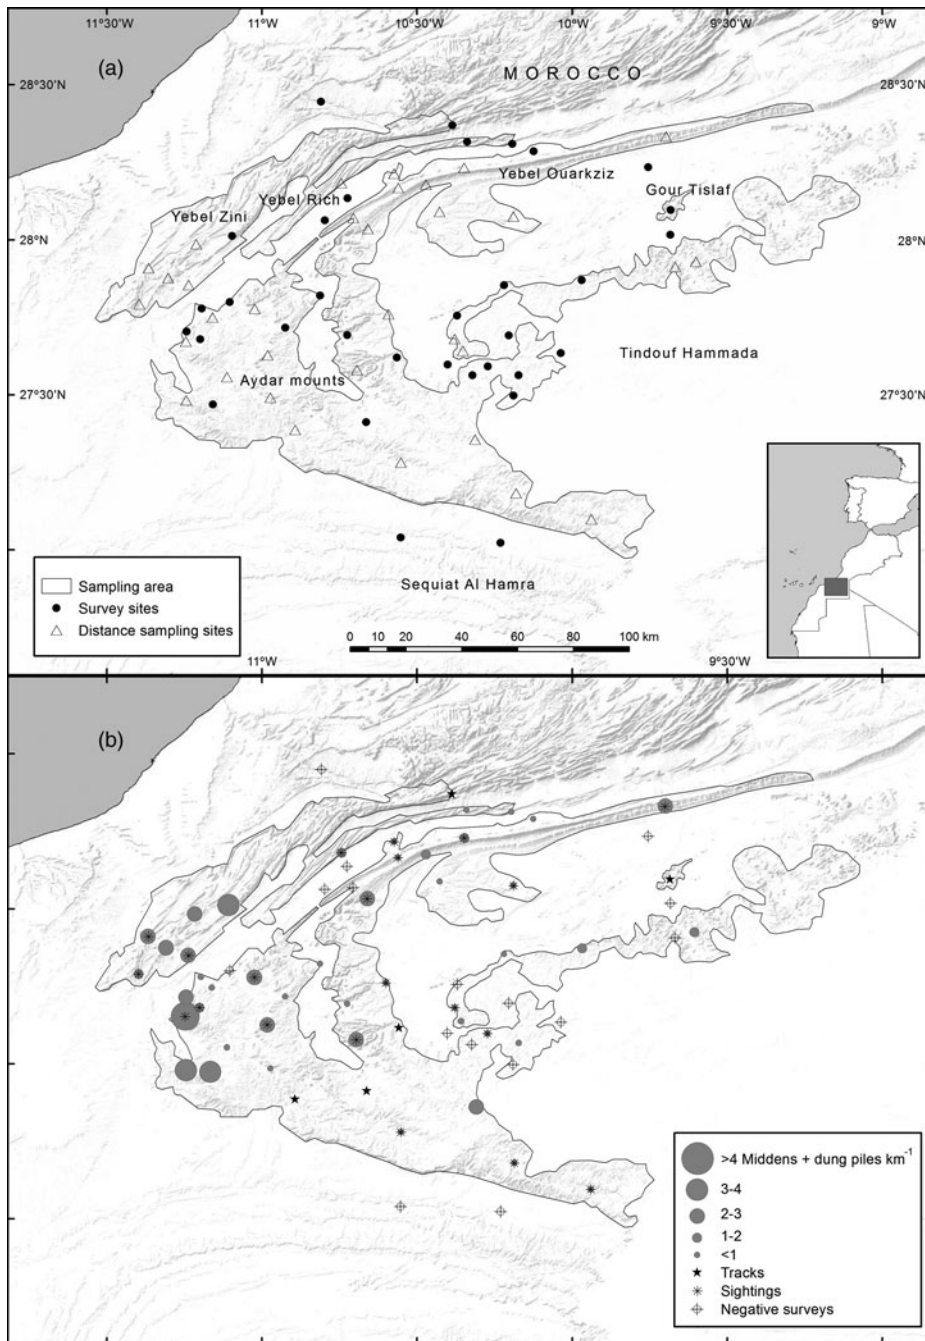 11°W
10°30'W
10°W
9°30'W
9°W
(a)
MOROCCO
28°30'N
28°30'N
Yebel Ouarkziz
Yebel Rich
Gour Tislaf
Yebel Zini
28°N
28°N
Tindouf Hammada
Aydar mounts
27°30'N
27°30'N
Sampling area
Survey sites
Distance sampling sites
Sequiat Al Hamra
0 10 20 40 60 80 100 km
11°W
9°30'W
(b)
>4 Middens + dung piles km⁻¹
3-4
2-3
1-2
<1
Tracks
Sightings
Negative surveys